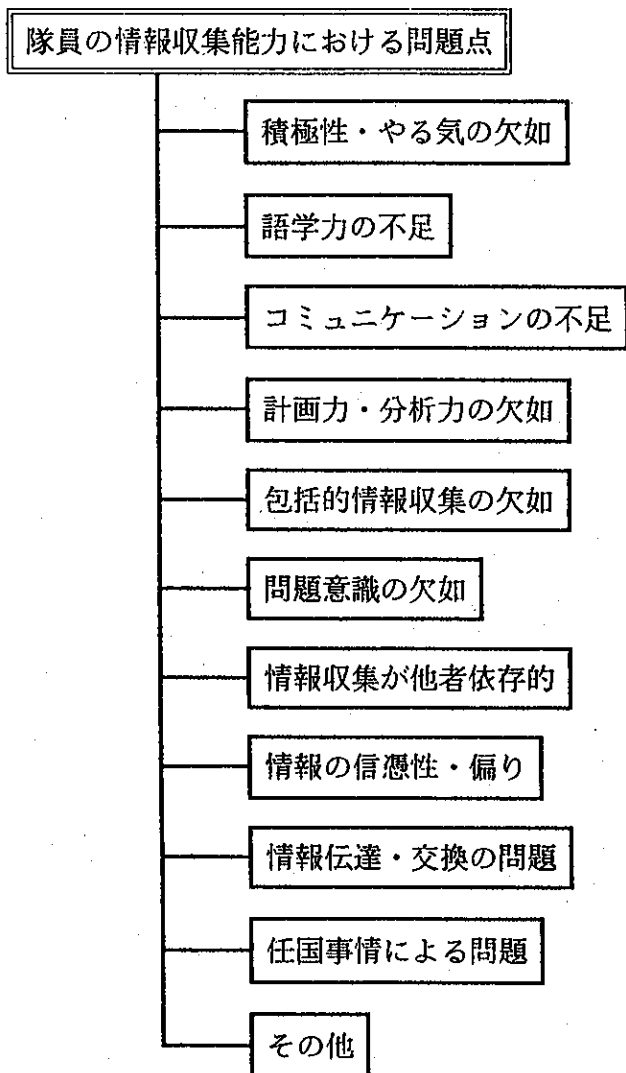 隊員の情報収集能力における問題点
積極性・やる気の欠如
語学力の不足
コミュニケーションの不足
計画力・分析力の欠如
包括的情報収集の欠如
問題意識の欠如
情報収集が他者依存的
情報の信憑性・偏り
情報伝達・交換の問題
任国事情による問題
その他